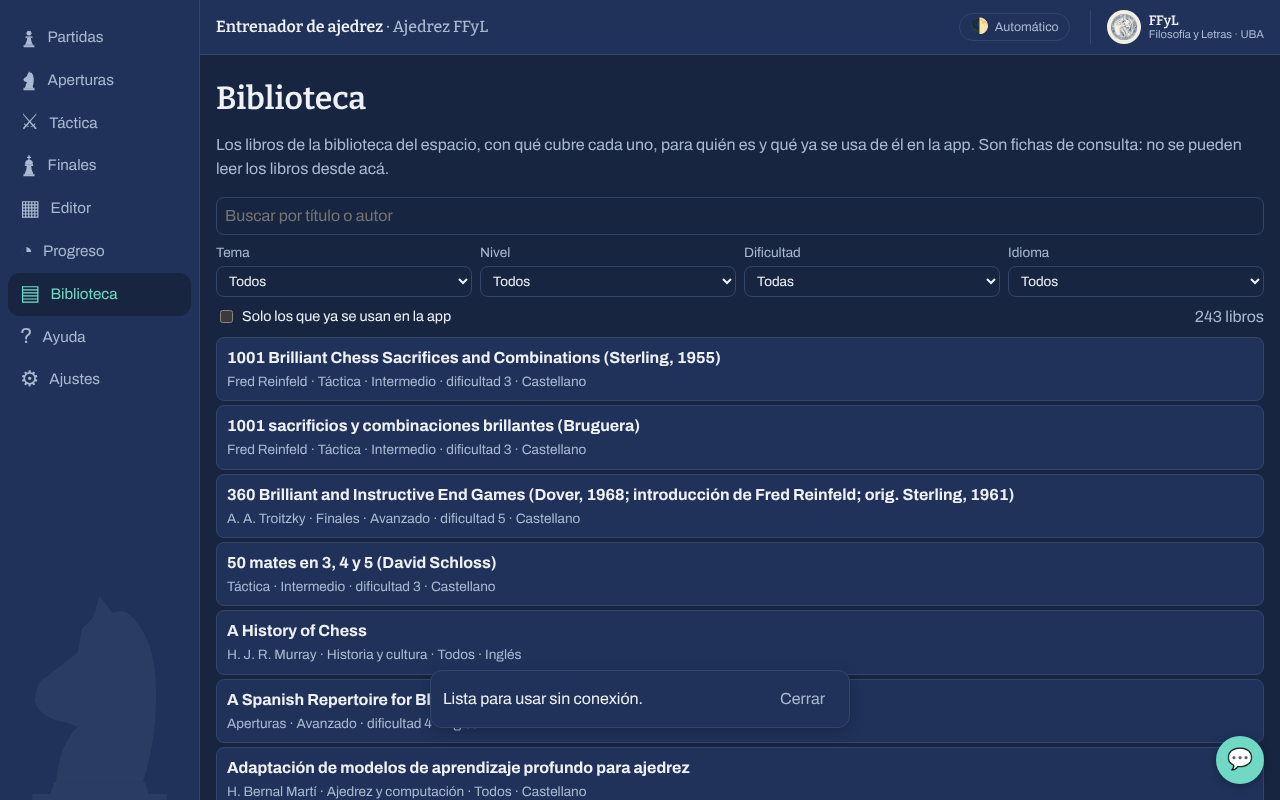 Partidas
Aperturas
Táctica
Finales
Editor
Progreso
Biblioteca
Ayuda
Ajustes
Entrenador de ajedrez · Ajedrez FFyL
Automático
FFyL
Filosofía y Letras · UBA
Biblioteca
Los libros de la biblioteca del espacio, con qué cubre cada uno, para quién es y qué ya se usa de él en la app. Son fichas de consulta: no se pueden
leer los libros desde acá.
Buscar por título o autor
Tema
Nivel
Dificultad
Idioma
Todos
Todos
Todas
Todos
Solo los que ya se usan en la app
243 libros
1001 Brilliant Chess Sacrifices and Combinations (Sterling, 1955)
Fred Reinfeld · Táctica · Intermedio · dificultad 3 · Castellano
1001 sacrificios y combinaciones brillantes (Bruguera)
Fred Reinfeld · Táctica · Intermedio · dificultad 3 · Castellano
360 Brilliant and Instructive End Games (Dover, 1968; introducción de Fred Reinfeld; orig. Sterling, 1961)
A. A. Troitzky · Finales · Avanzado · dificultad 5 · Castellano
50 mates en 3, 4 y 5 (David Schloss)
Táctica · Intermedio · dificultad 3 · Castellano
A History of Chess
H. J. R. Murray · Historia y cultura · Todos · Inglés
A Spanish Repertoire for
Aperturas · Avanzado · dificultad 4
Lista para usar sin conexión.
Cerrar
Adaptación de modelos de aprendizaje profundo para ajedrez
H. Bernal Martí · Ajedrez y computación · Todos · Castellano